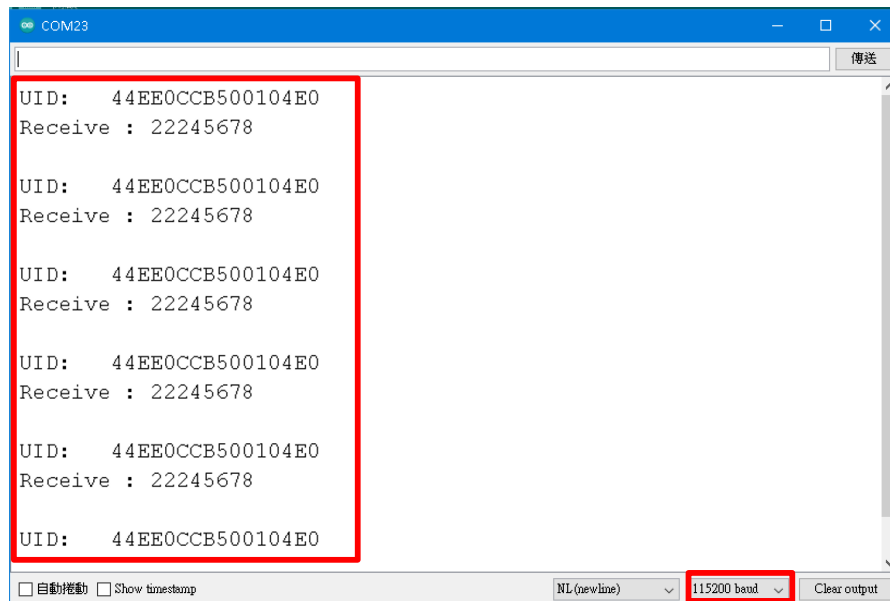 COM23
傳送
UID: 44EE0CCB500104E0
Receive : 22245678
UID: 44EE0CCB500104E0
Receive : 22245678
UID: 44EE0CCB500104E0
Receive : 22245678
UID: 44EE0CCB500104E0
Receive : 22245678
UID: 44EE0CCB500104E0
Receive : 22245678
UID: 44EE0CCB500104E0
自動捲動 Show timestamp NL(newline) 115200 baud Clear output